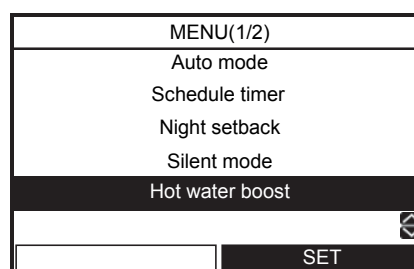 MENU(1/2)
Auto mode
Schedule timer
Night setback
Silent mode
Hot water boost
SET